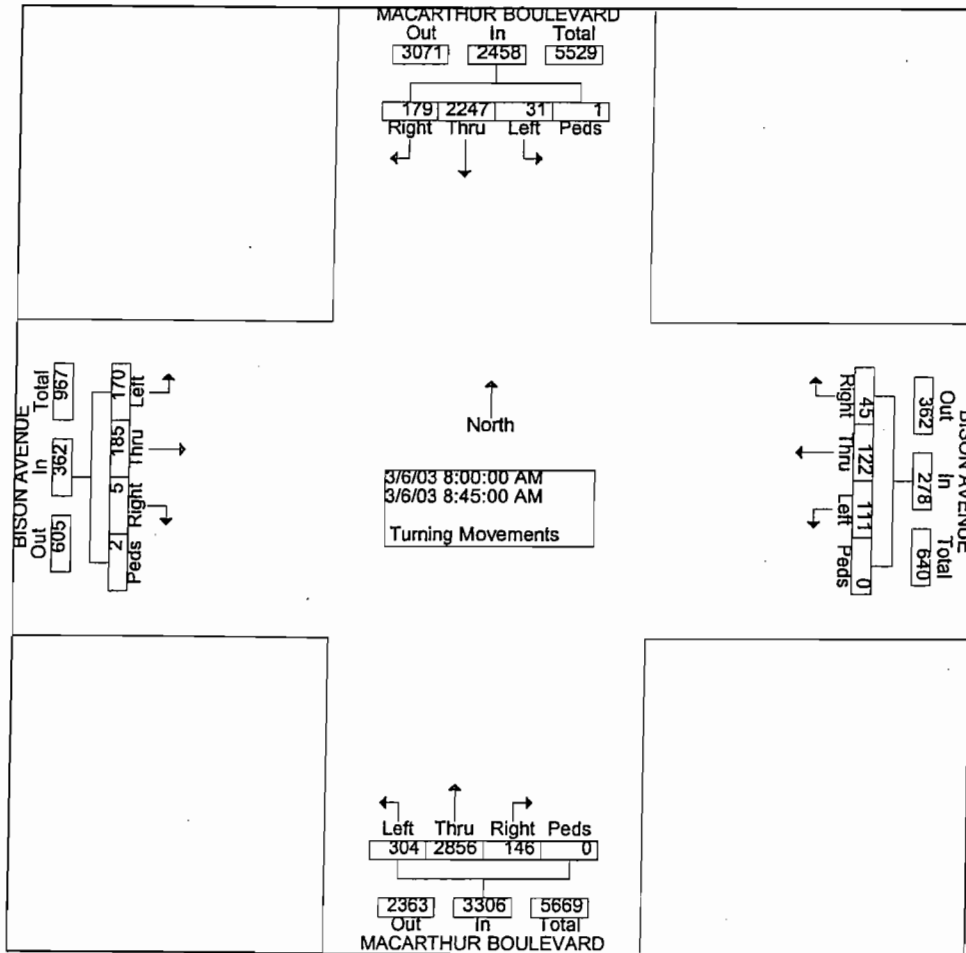 MACARTHUR BOULEVARD
Out In Total
3071 2458 5529
179 2247 31 1
Right Thru Left Peds
BISON AVENUE
Total In Out
967 362 605
170 185 5 2
Left Thru Right Peds
North
3/6/03 8:00:00 AM
3/6/03 8:45:00 AM
Turning Movements
Right Thru Left Peds
45 122 111 0
362 278 640
Out In Total
BISON AVENUE
Left Thru Right Peds
304 2856 146 0
2363 3306 5669
Out In Total
MACARTHUR BOULEVARD